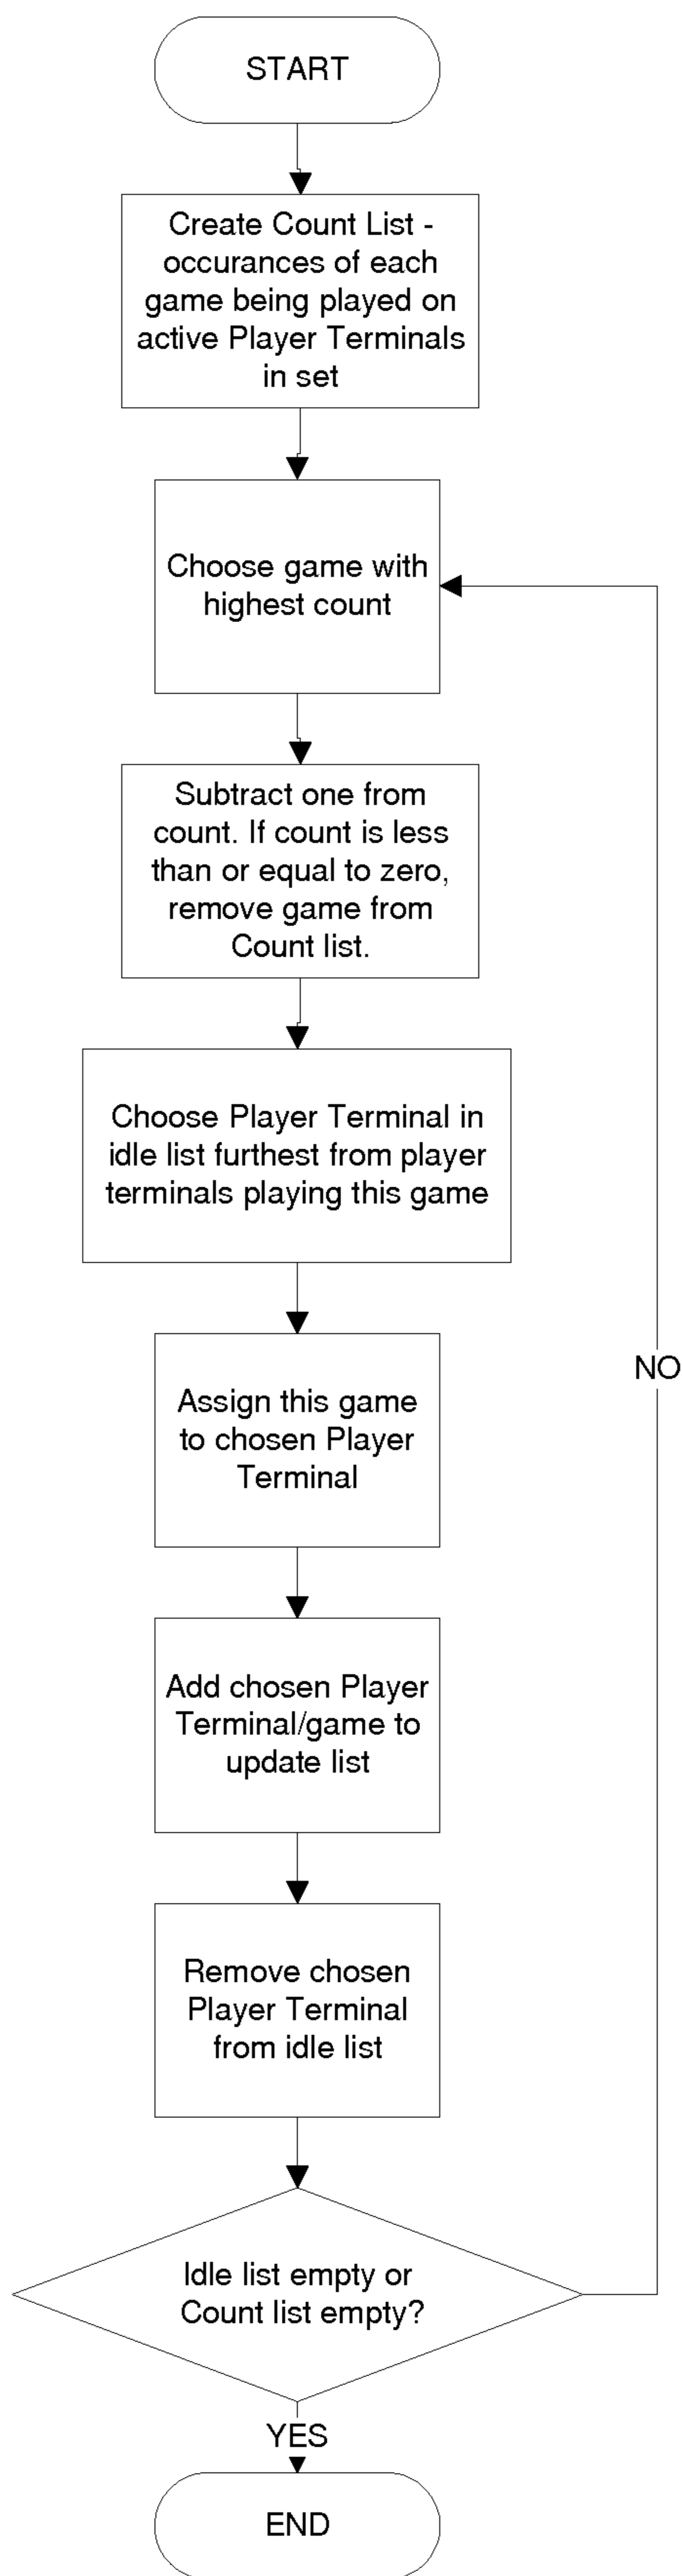 START
Create Count List -
occurances of each
game being played on
active Player Terminals
in set
Choose game with
highest count
Subtract one from
count. If count is less
than or equal to zero,
remove game from
Count list.
Choose Player Terminal in
idle list furthest from player
terminals playing this game
Assign this game
to chosen Player
Terminal
NO
Add chosen Player
Terminal/game to
update list
Remove chosen
Player Terminal
from idle list
Idle list empty or
Count list empty?
YES
END